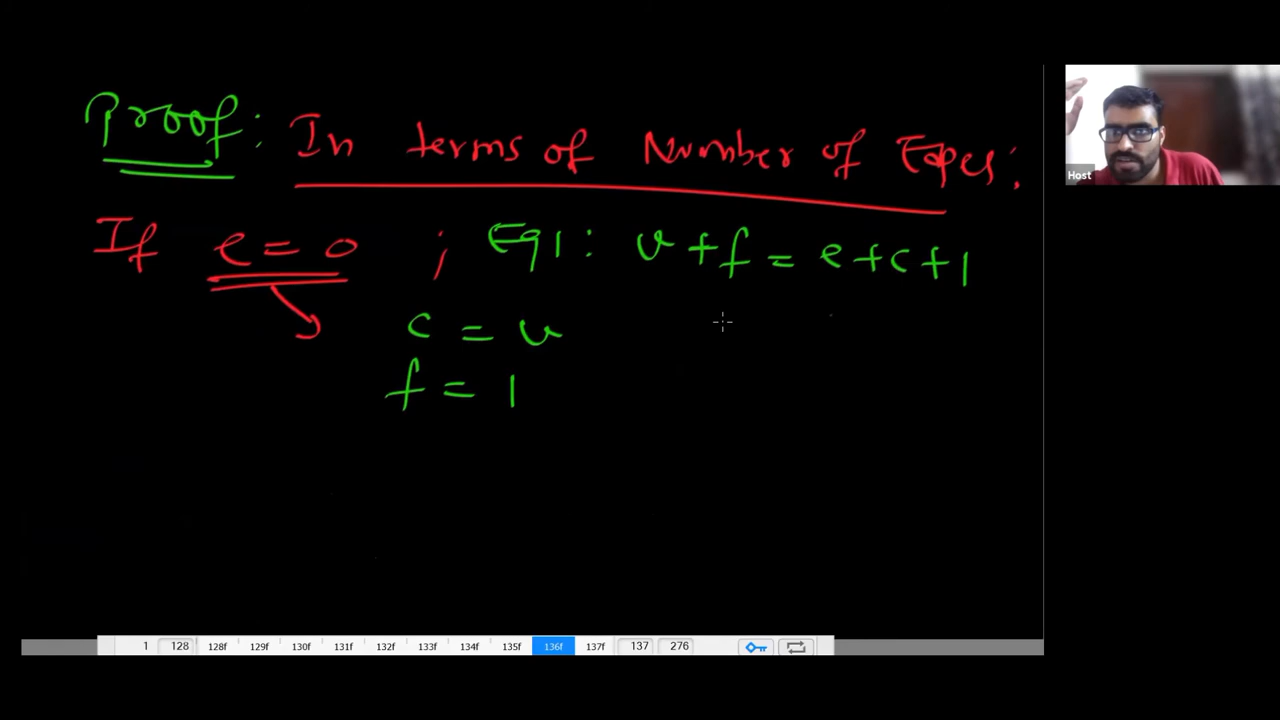 Proof: In terms of Number of Edges:
If e = 0 ; Eq1: v + f = e + c + 1
c = v
f = 1
Host
1 128 128f 129f 130f 131f 132f 133f 134f 135f 136f 137f 137 276